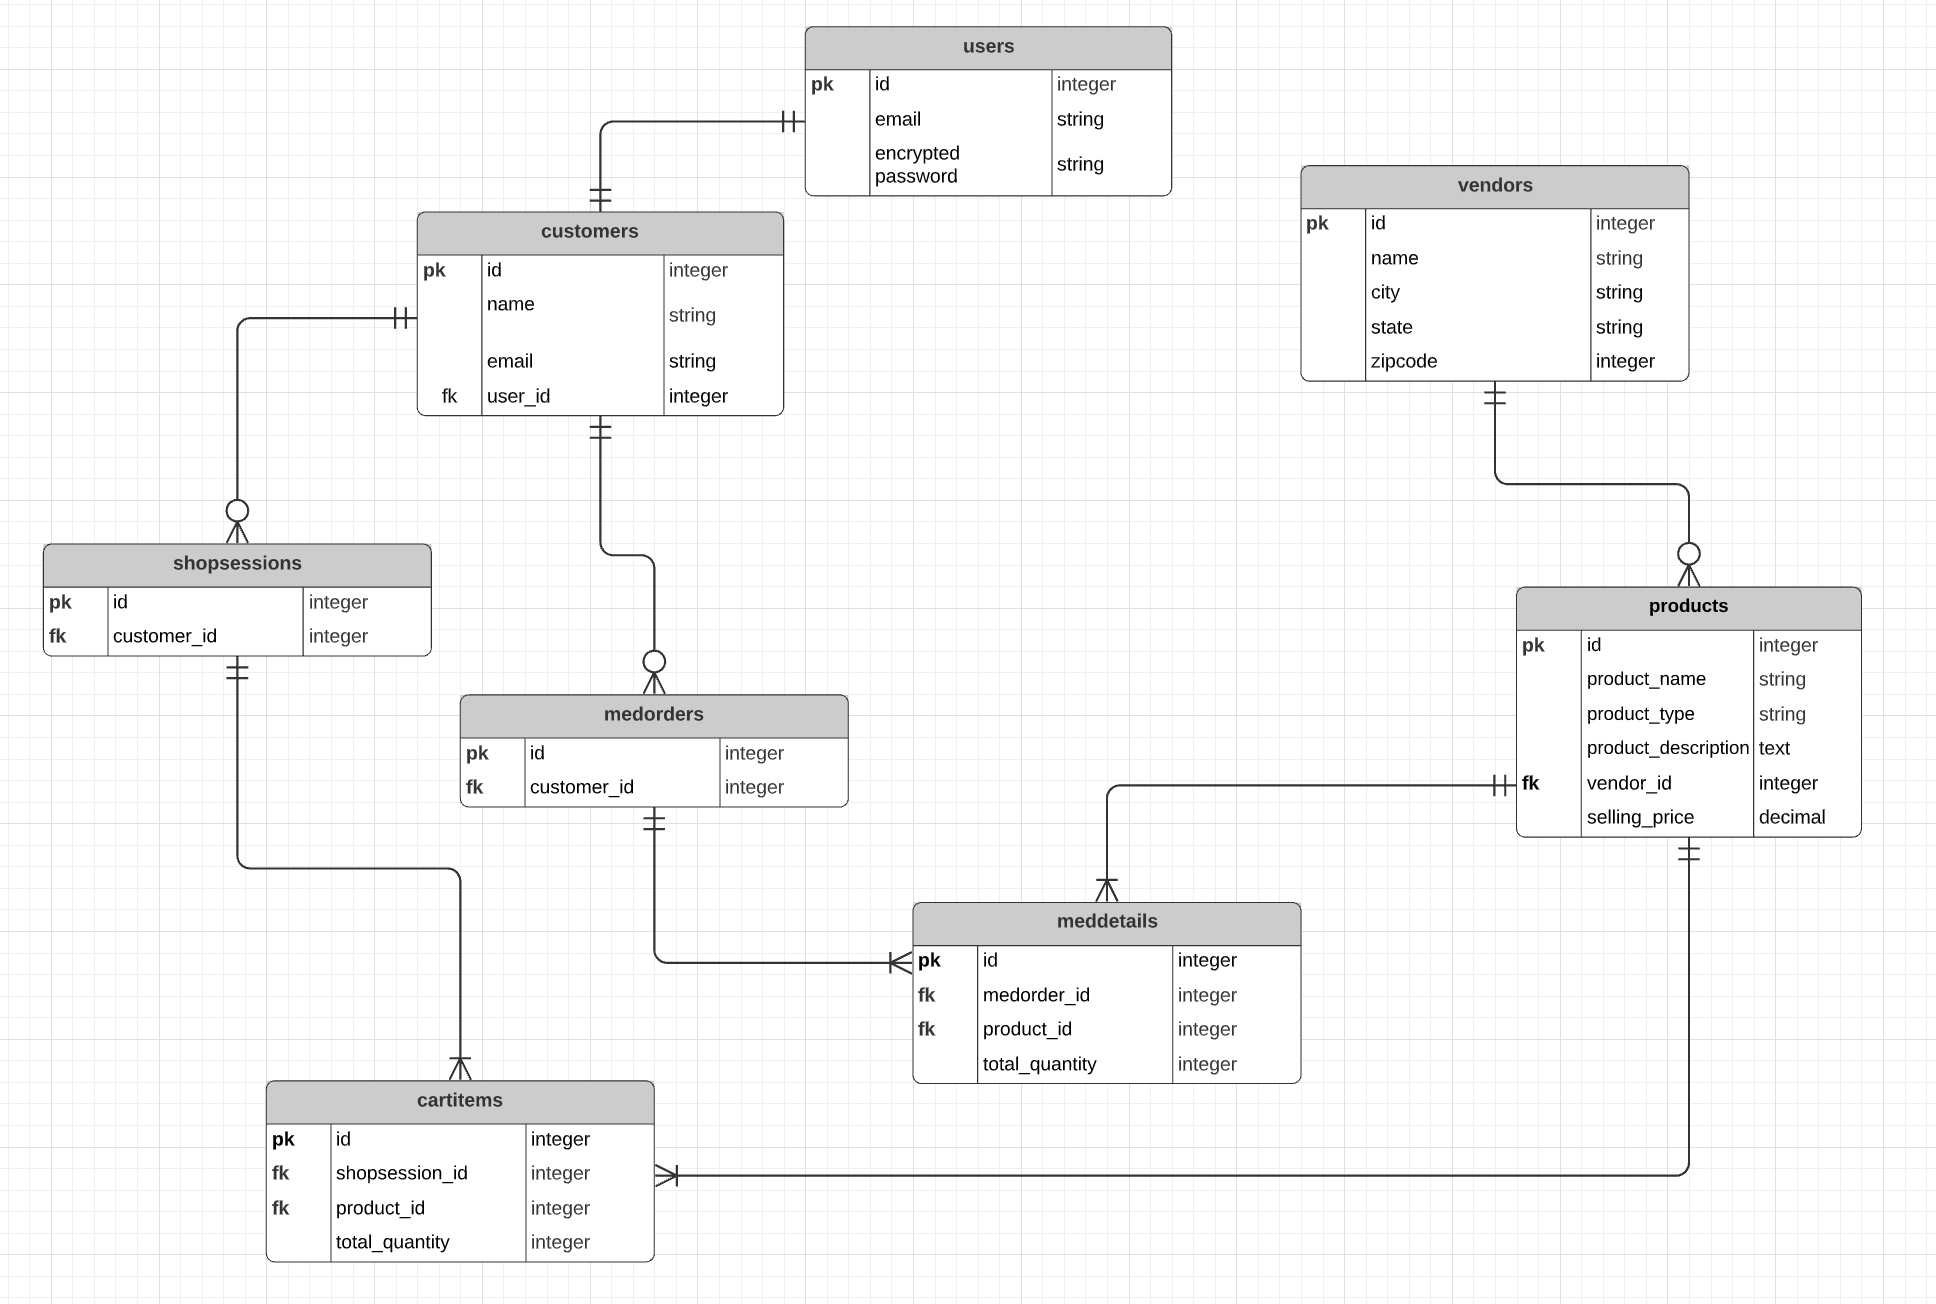 users
pk id integer
email string
encrypted
password string
vendors
pk id integer
name string
city string
state string
zipcode integer
customers
pk id integer
name string
email string
fk user_id integer
shopsessions
pk id integer
fk customer_id integer
medorders
pk id integer
fk customer_id integer
products
pk id integer
product_name string
product_type string
product_description text
fk vendor_id integer
selling_price decimal
meddetails
pk id integer
fk medorder_id integer
fk product_id integer
total_quantity integer
cartitems
pk id integer
fk shopsession_id integer
fk product_id integer
total_quantity integer